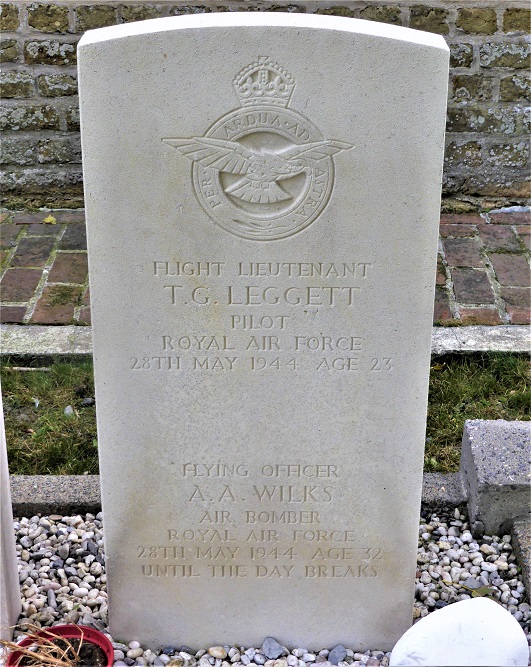 PER · ARDUA · AD ASTRA
FLIGHT LIEUTENANT
T.G. LEGGETT
PILOT
ROYAL AIR FORCE
28TH MAY 1944 AGE 23
FLYING OFFICER
A.A. WILKS
AIR BOMBER
ROYAL AIR FORCE
28TH MAY 1944 AGE 32
UNTIL THE DAY BREAKS